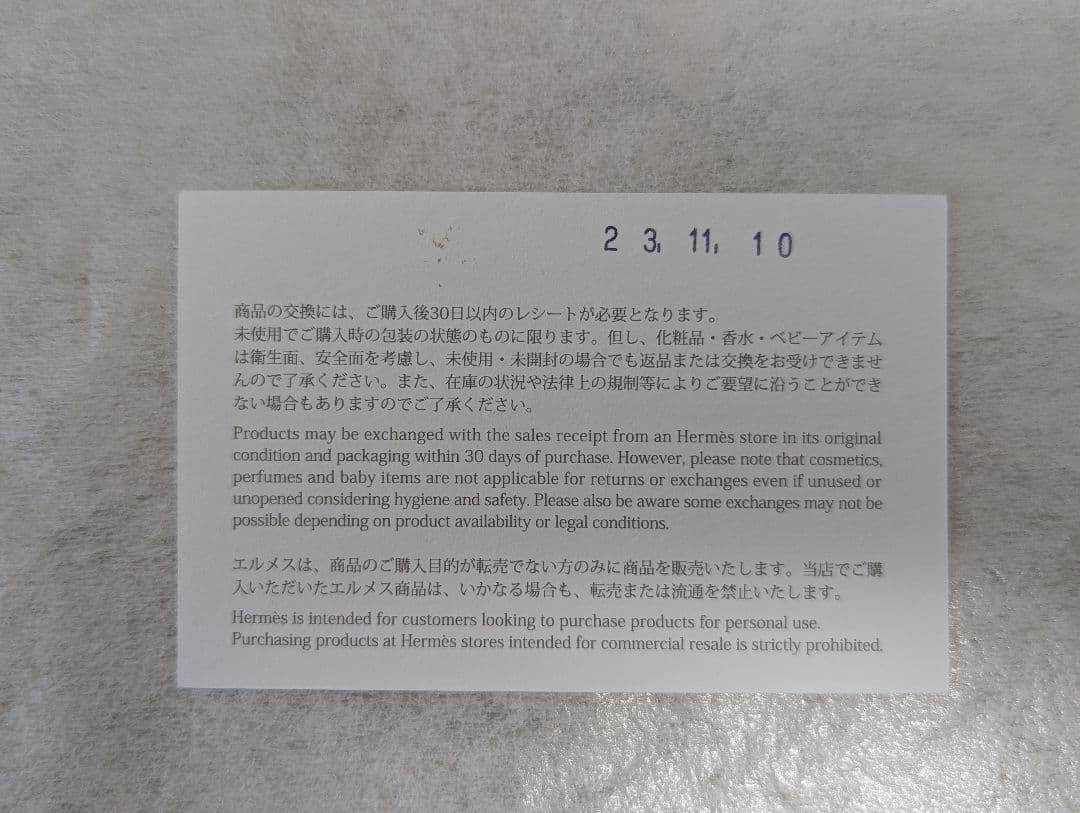 23. 11. 10
商品の交換には、ご購入後30日以内のレシートが必要となります。
未使用でご購入時の包装の状態のものに限ります。但し、化粧品・香水・ベビーアイテム
は衛生面、安全面を考慮し、未使用・未開封の場合でも返品または交換をお受けできませ
んので了承ください。また、在庫の状況や法律上の規制等によりご要望に沿うことができ
ない場合もありますのでご了承ください。
Products may be exchanged with the sales receipt from an Hermès store in its original
condition and packaging within 30 days of purchase. However, please note that cosmetics,
perfumes and baby items are not applicable for returns or exchanges even if unused or
unopened considering hygiene and safety. Please also be aware some exchanges may not be
possible depending on product availability or legal conditions.
エルメスは、商品のご購入目的が転売でない方のみに商品を販売いたします。当店でご購
入いただいたエルメス商品は、いかなる場合も、転売または流通を禁止いたします。
Hermès is intended for customers looking to purchase products for personal use.
Purchasing products at Hermès stores intended for commercial resale is strictly prohibited.